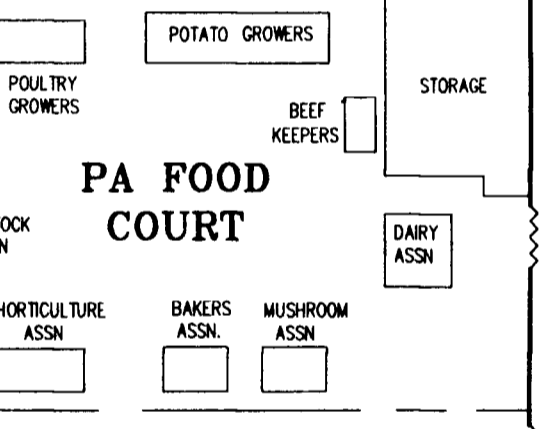 POTATO GROWERS
POULTRY
GROWERS
STORAGE
BEEF
KEEPERS
PA FOOD
COURT
DAIRY
ASSN
HORTICULTURE
ASSN
BAKERS
ASSN.
MUSHROOM
ASSN